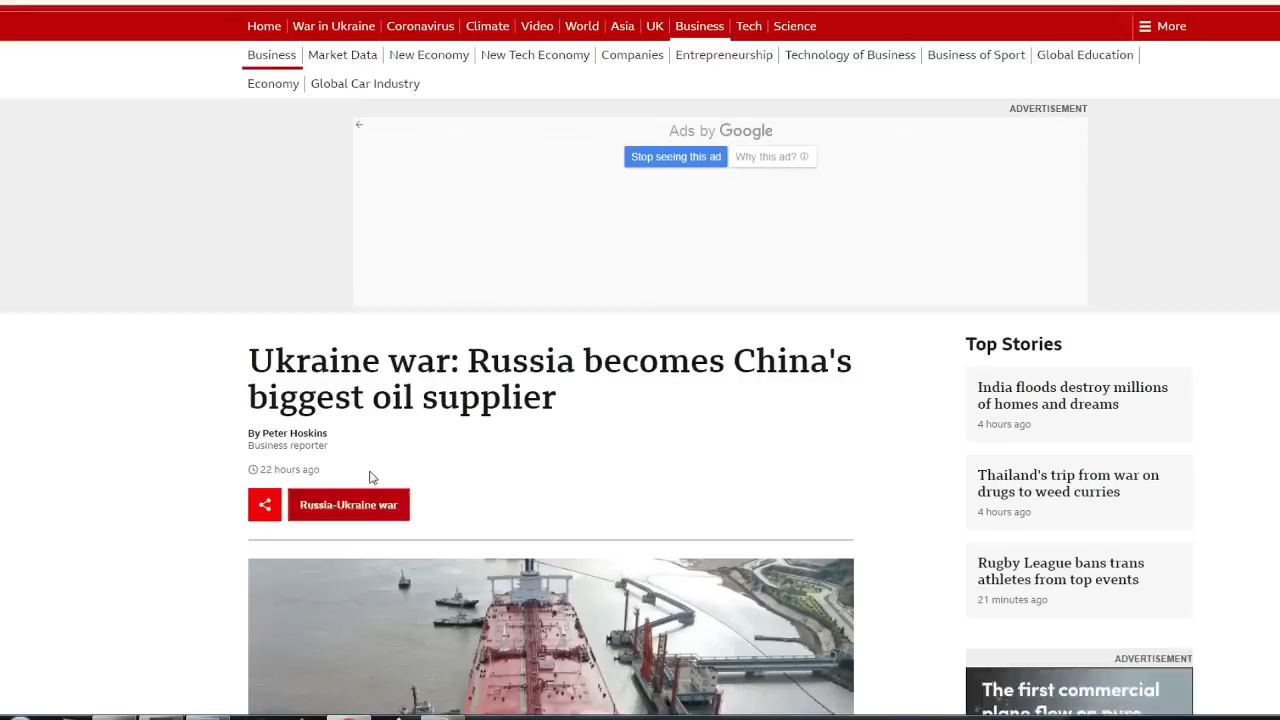 Home War in Ukraine Coronavirus Climate Video World Asia UK Business Tech Science More
Business Market Data New Economy New Tech Economy Companies Entrepreneurship Technology of Business Business of Sport Global Education
Economy Global Car Industry
ADVERTISEMENT
Ads by Google
Stop seeing this ad Why this ad?
Ukraine war: Russia becomes China's
biggest oil supplier
By Peter Hoskins
Business reporter
22 hours ago
Russia-Ukraine war
Top Stories
India floods destroy millions
of homes and dreams
4 hours ago
Thailand's trip from war on
drugs to weed curries
4 hours ago
Rugby League bans trans
athletes from top events
21 minutes ago
ADVERTISEMENT
The first commercial
plane flew on pure